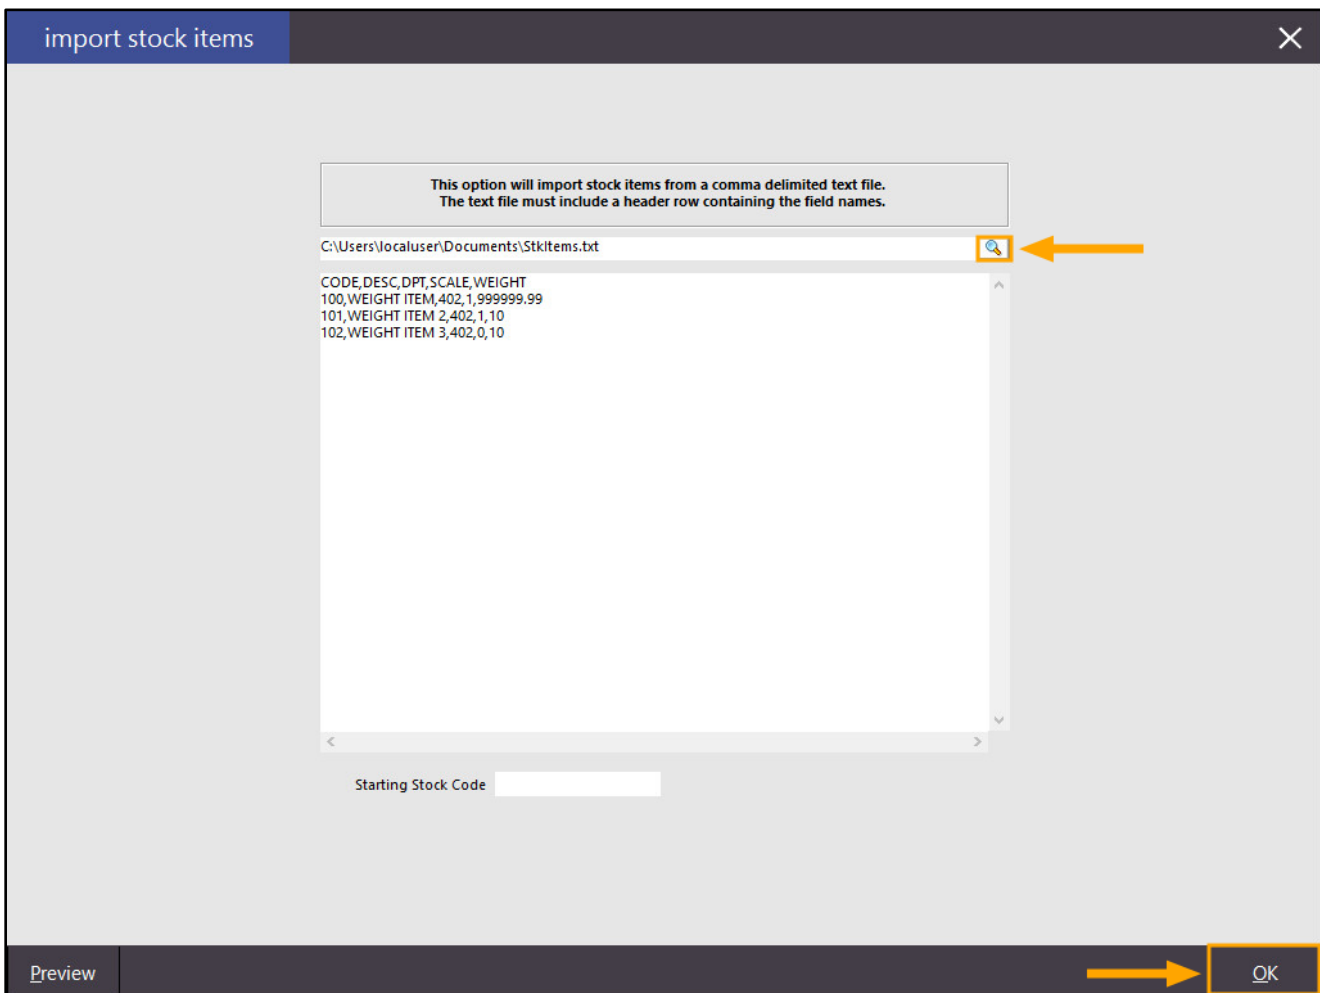 import stock items
This option will import stock items from a comma delimited text file.
The text file must include a header row containing the field names.
C:\Users\localuser\Documents\StkItems.txt
CODE,DESC,DPT,SCALE,WEIGHT
100,WEIGHT ITEM,402,1,999999.99
101,WEIGHT ITEM 2,402,1,10
102,WEIGHT ITEM 3,402,0,10
Starting Stock Code
Preview
OK